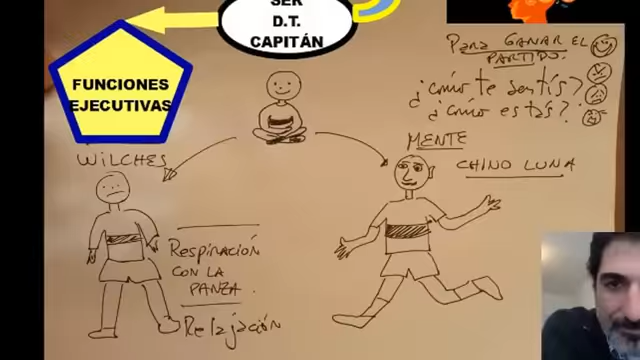 SER
D.T.
CAPITÁN
FUNCIONES
EJECUTIVAS
PARA GANAR EL
PARTIDO.
¿cómo te sentís?
¿cómo estás?
WILCHES
MENTE
CHINO LUNA
RESPIRACIÓN
CON LA
PANZA.
Relajación